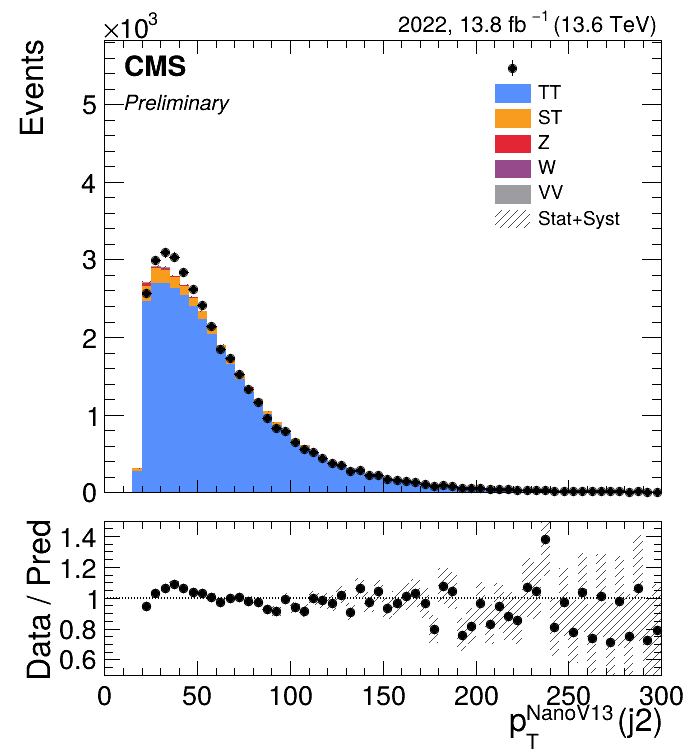 ×10³
2022, 13.8 fb ⁻¹ (13.6 TeV)
CMS
Preliminary
Events
5
4
3
2
1
0
TT
ST
Z
W
VV
Stat+Syst
Data / Pred
1.4
1.2
1
0.8
0.6
0 50 100 150 200 250 300
p_T^NanoV13 (j2)